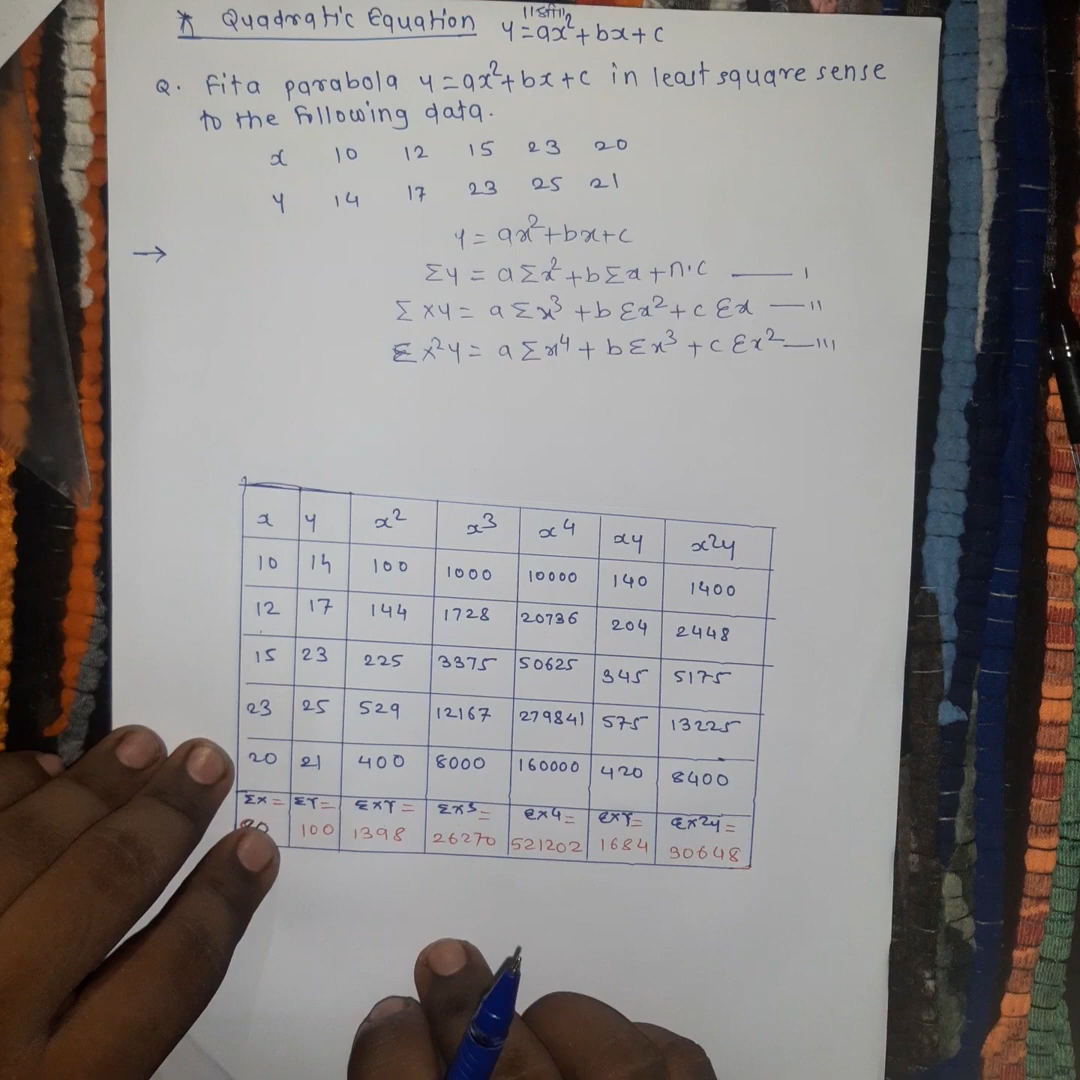 * Quadratic Equation y=ax²+bx+c
Q. Fit a parabola y=ax²+bx+c in least square sense
to the following data.
x 10 12 15 23 20
y 14 17 23 25 21
→ y = ax²+bx+c
Σy = aΣx²+bΣx+n.c —— I
Σxy = aΣx³+bΣx²+cΣx —II
Σx²y = aΣx⁴+bΣx³+cΣx²—III
x y x² x³ x⁴ xy x²y
10 14 100 1000 10000 140 1400
12 17 144 1728 20736 204 2448
15 23 225 3375 50625 345 5175
23 25 529 12167 279841 575 13225
20 21 400 8000 160000 420 8400
Σx= Σy= Σxy= Σx3= Σx4= Σxy= Σx2y=
80 100 1398 26270 521202 1684 30648